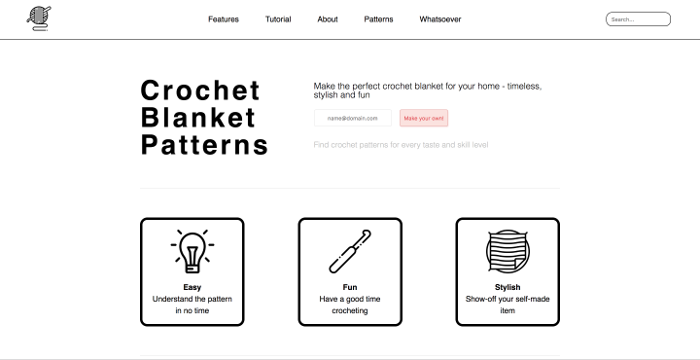 Features Tutorial About Patterns Whatsoever Search...
Crochet
Blanket
Patterns
Make the perfect crochet blanket for your home - timeless,
stylish and fun
name@domain.com Make your own!
Find crochet patterns for every taste and skill level
Easy
Understand the pattern
in no time
Fun
Have a good time
crocheting
Stylish
Show-off your self-made
item